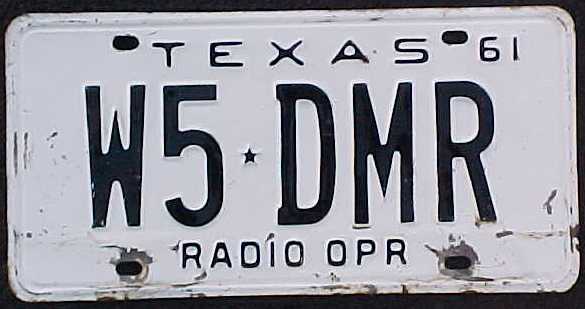 TEXAS 61
W5★DMR
RADIO OPR